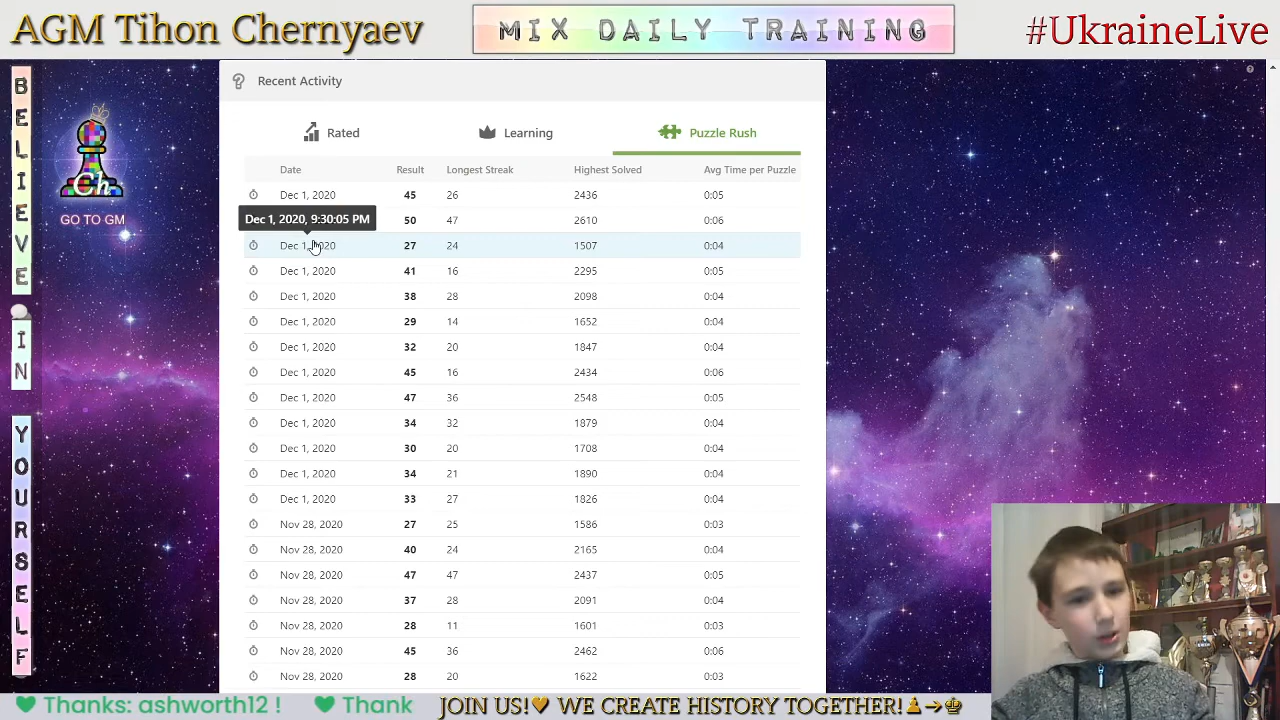 AGM Tihon Chernyaev
MIX DAILY TRAINING
#UkraineLive
BELIEVE
IN
YOURSELF
Ch
GO TO GM
Recent Activity
Rated
Learning
Puzzle Rush
Date Result Longest Streak Highest Solved Avg Time per Puzzle
Dec 1, 2020 45 26 2436 0:05
Dec 1, 2020, 9:30:05 PM 50 47 2610 0:06
Dec 1, 2020 27 24 1507 0:04
Dec 1, 2020 41 16 2295 0:05
Dec 1, 2020 38 28 2098 0:04
Dec 1, 2020 29 14 1652 0:04
Dec 1, 2020 32 20 1847 0:04
Dec 1, 2020 45 16 2434 0:06
Dec 1, 2020 47 36 2548 0:05
Dec 1, 2020 34 32 1879 0:04
Dec 1, 2020 30 20 1708 0:04
Dec 1, 2020 34 21 1890 0:04
Dec 1, 2020 33 27 1826 0:04
Nov 28, 2020 27 25 1586 0:03
Nov 28, 2020 40 24 2165 0:04
Nov 28, 2020 47 47 2437 0:05
Nov 28, 2020 37 28 2091 0:04
Nov 28, 2020 28 11 1601 0:03
Nov 28, 2020 45 36 2462 0:06
Nov 28, 2020 28 20 1622 0:03
Thanks: ashworth12 ! Thank
JOIN US! WE CREATE HISTORY TOGETHER!